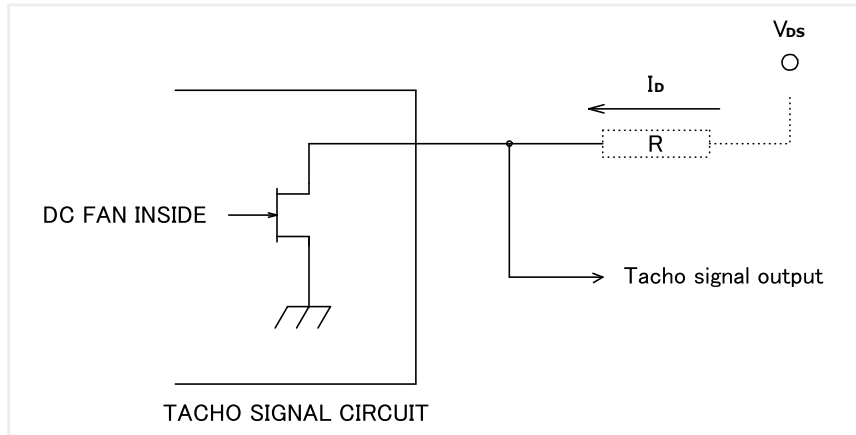 VDS
ID
R
DC FAN INSIDE
Tacho signal output
TACHO SIGNAL CIRCUIT